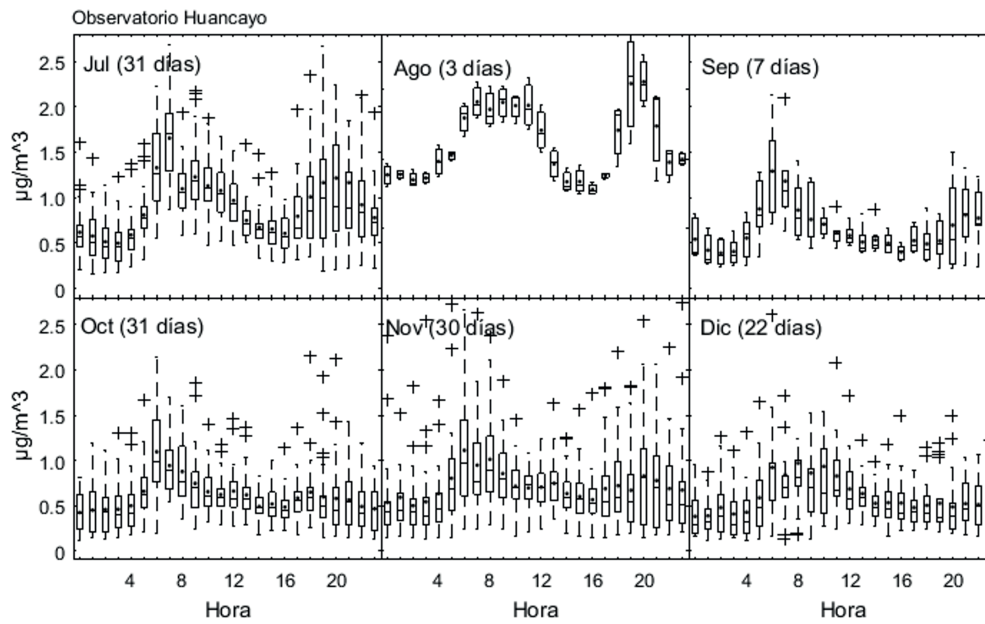 Observatorio Huancayo
Jul (31 días)
Ago (3 días)
Sep (7 días)
µg/m^3
2.5
2.0
1.5
1.0
0.5
0
Oct (31 días)
Nov (30 días)
Dic (22 días)
µg/m^3
2.5
2.0
1.5
1.0
0.5
0
4 8 12 16 20 4 8 12 16 20 4 8 12 16 20
Hora Hora Hora